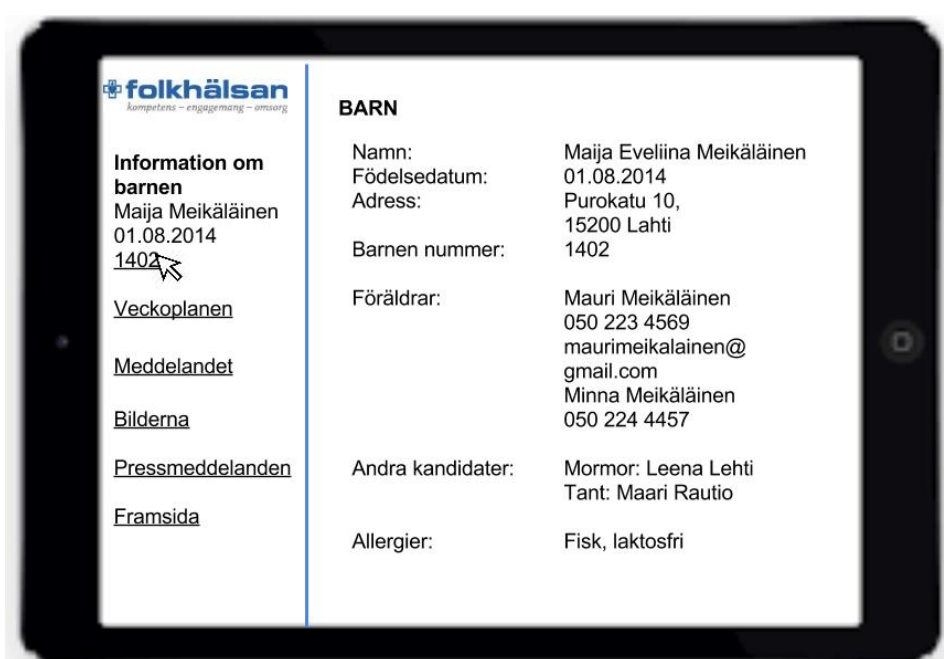 folkhälsan
kompetens – engagemang – omsorg
Information om
barnen
Maija Meikäläinen
01.08.2014
1402
Veckoplanen
Meddelandet
Bilderna
Pressmeddelanden
Framsida
BARN
Namn: Maija Eveliina Meikäläinen
Födelsedatum: 01.08.2014
Adress: Purokatu 10,
15200 Lahti
Barnen nummer: 1402
Föräldrar: Mauri Meikäläinen
050 223 4569
maurimeikalainen@
gmail.com
Minna Meikäläinen
050 224 4457
Andra kandidater: Mormor: Leena Lehti
Tant: Maari Rautio
Allergier: Fisk, laktosfri